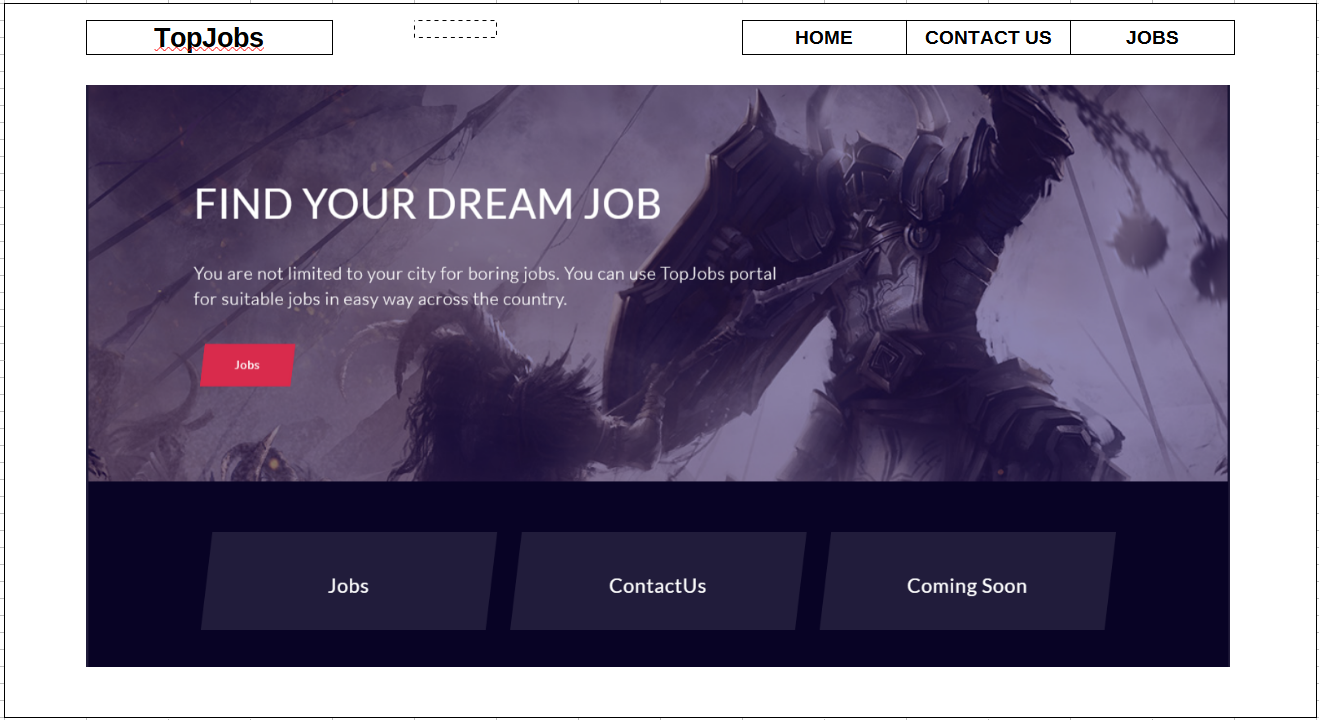 TopJobs
HOME CONTACT US JOBS
FIND YOUR DREAM JOB
You are not limited to your city for boring jobs. You can use TopJobs portal
for suitable jobs in easy way across the country.
Jobs
Jobs ContactUs Coming Soon